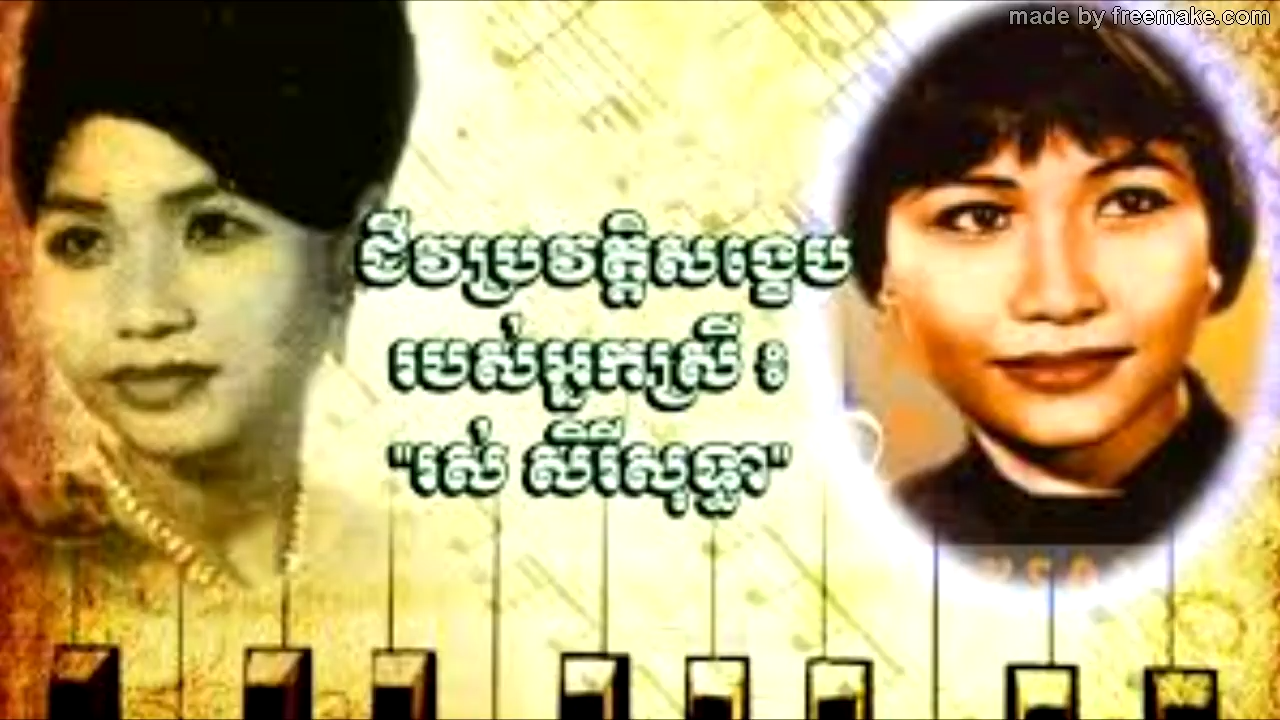 made by freemake.com
ជីវប្រវត្តិសង្ខេប
របស់អ្នកស្រី ៖
"រស់ សិរីសុទ្ធា"